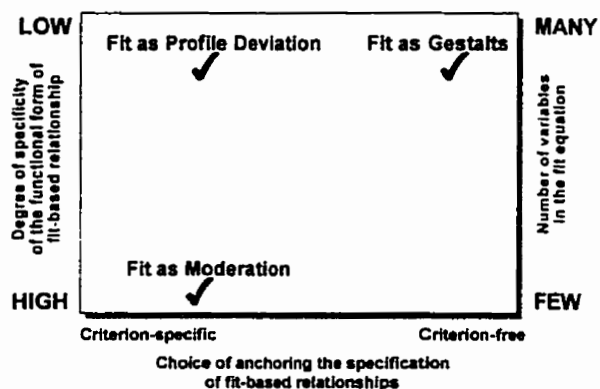 LOW
MANY
Fit as Profile Deviation
Fit as Gestalts
Degree of specificity
of the functional form of
fit-based relationship
Number of variables
in the fit equation
Fit as Moderation
HIGH
FEW
Criterion-specific
Criterion-free
Choice of anchoring the specification
of fit-based relationships